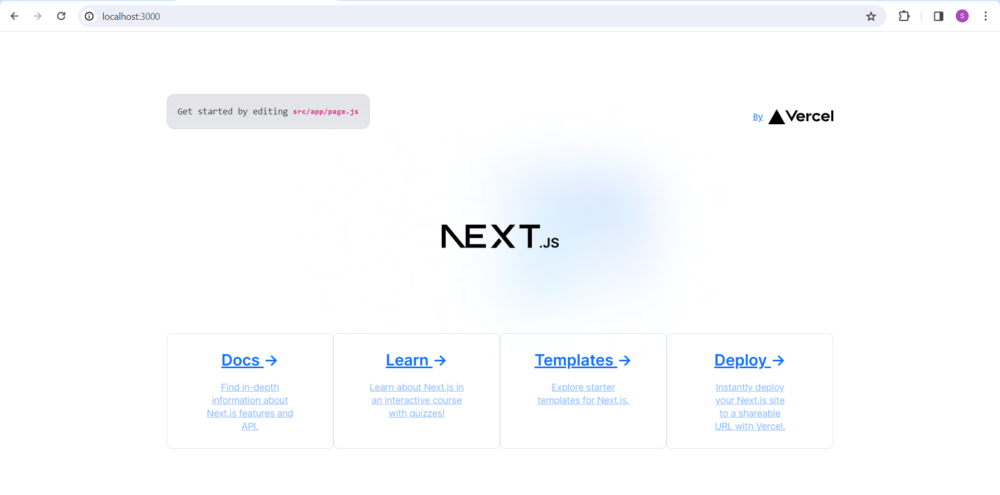 localhost:3000
S
Get started by editing src/app/page.js
By Vercel
NEXT.JS
Docs →
Find in-depth
information about
Next.js features and
API.
Learn →
Learn about Next.js in
an interactive course
with quizzes!
Templates →
Explore starter
templates for Next.js.
Deploy →
Instantly deploy
your Next.js site
to a shareable
URL with Vercel.